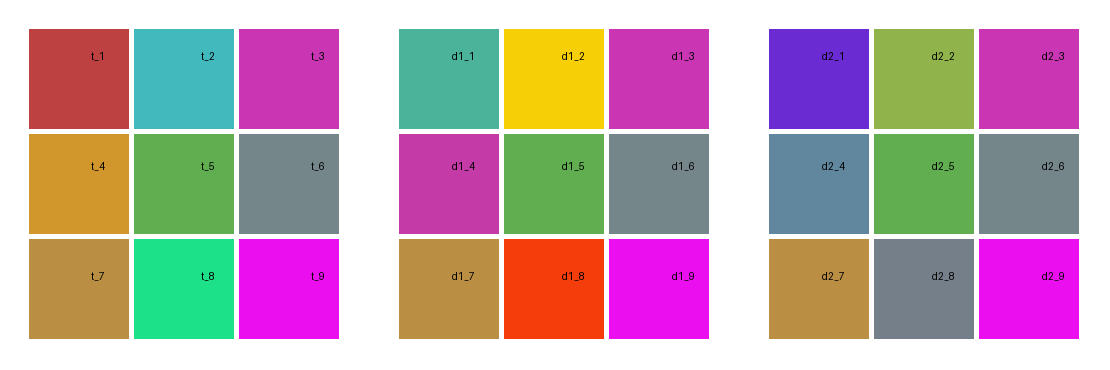 t_1 t_2 t_3 d1_1 d1_2 d1_3 d2_1 d2_2 d2_3
t_4 t_5 t_6 d1_4 d1_5 d1_6 d2_4 d2_5 d2_6
t_7 t_8 t_9 d1_7 d1_8 d1_9 d2_7 d2_8 d2_9